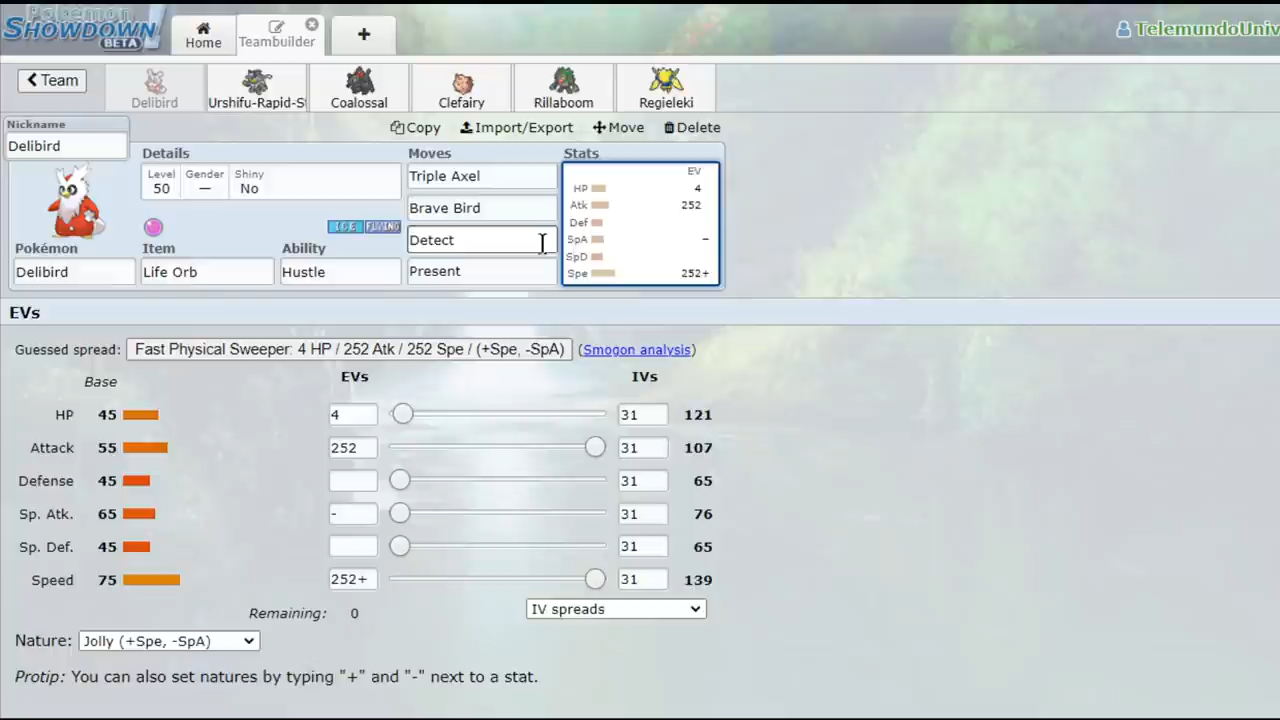 Pokémon
SHOWDOWN
BETA
Home
Teambuilder
+
TelemundoUniv
Team
Delibird
Urshifu-Rapid-S
Coalossal
Clefairy
Rillaboom
Regieleki
Nickname
Delibird
Copy
Import/Export
Move
Delete
Details
Level
50
Gender
—
Shiny
No
ICE FLYING
Pokémon
Delibird
Item
Life Orb
Ability
Hustle
Moves
Triple Axel
Brave Bird
Detect
Present
Stats
EV
HP 4
Atk 252
Def
SpA –
SpD
Spe 252+
EVs
Guessed spread: Fast Physical Sweeper: 4 HP / 252 Atk / 252 Spe / (+Spe, -SpA) (Smogon analysis)
Base EVs IVs
HP 45 4 31 121
Attack 55 252 31 107
Defense 45 31 65
Sp. Atk. 65 - 31 76
Sp. Def. 45 31 65
Speed 75 252+ 31 139
Remaining: 0
IV spreads
Nature: Jolly (+Spe, -SpA)
Protip: You can also set natures by typing "+" and "-" next to a stat.